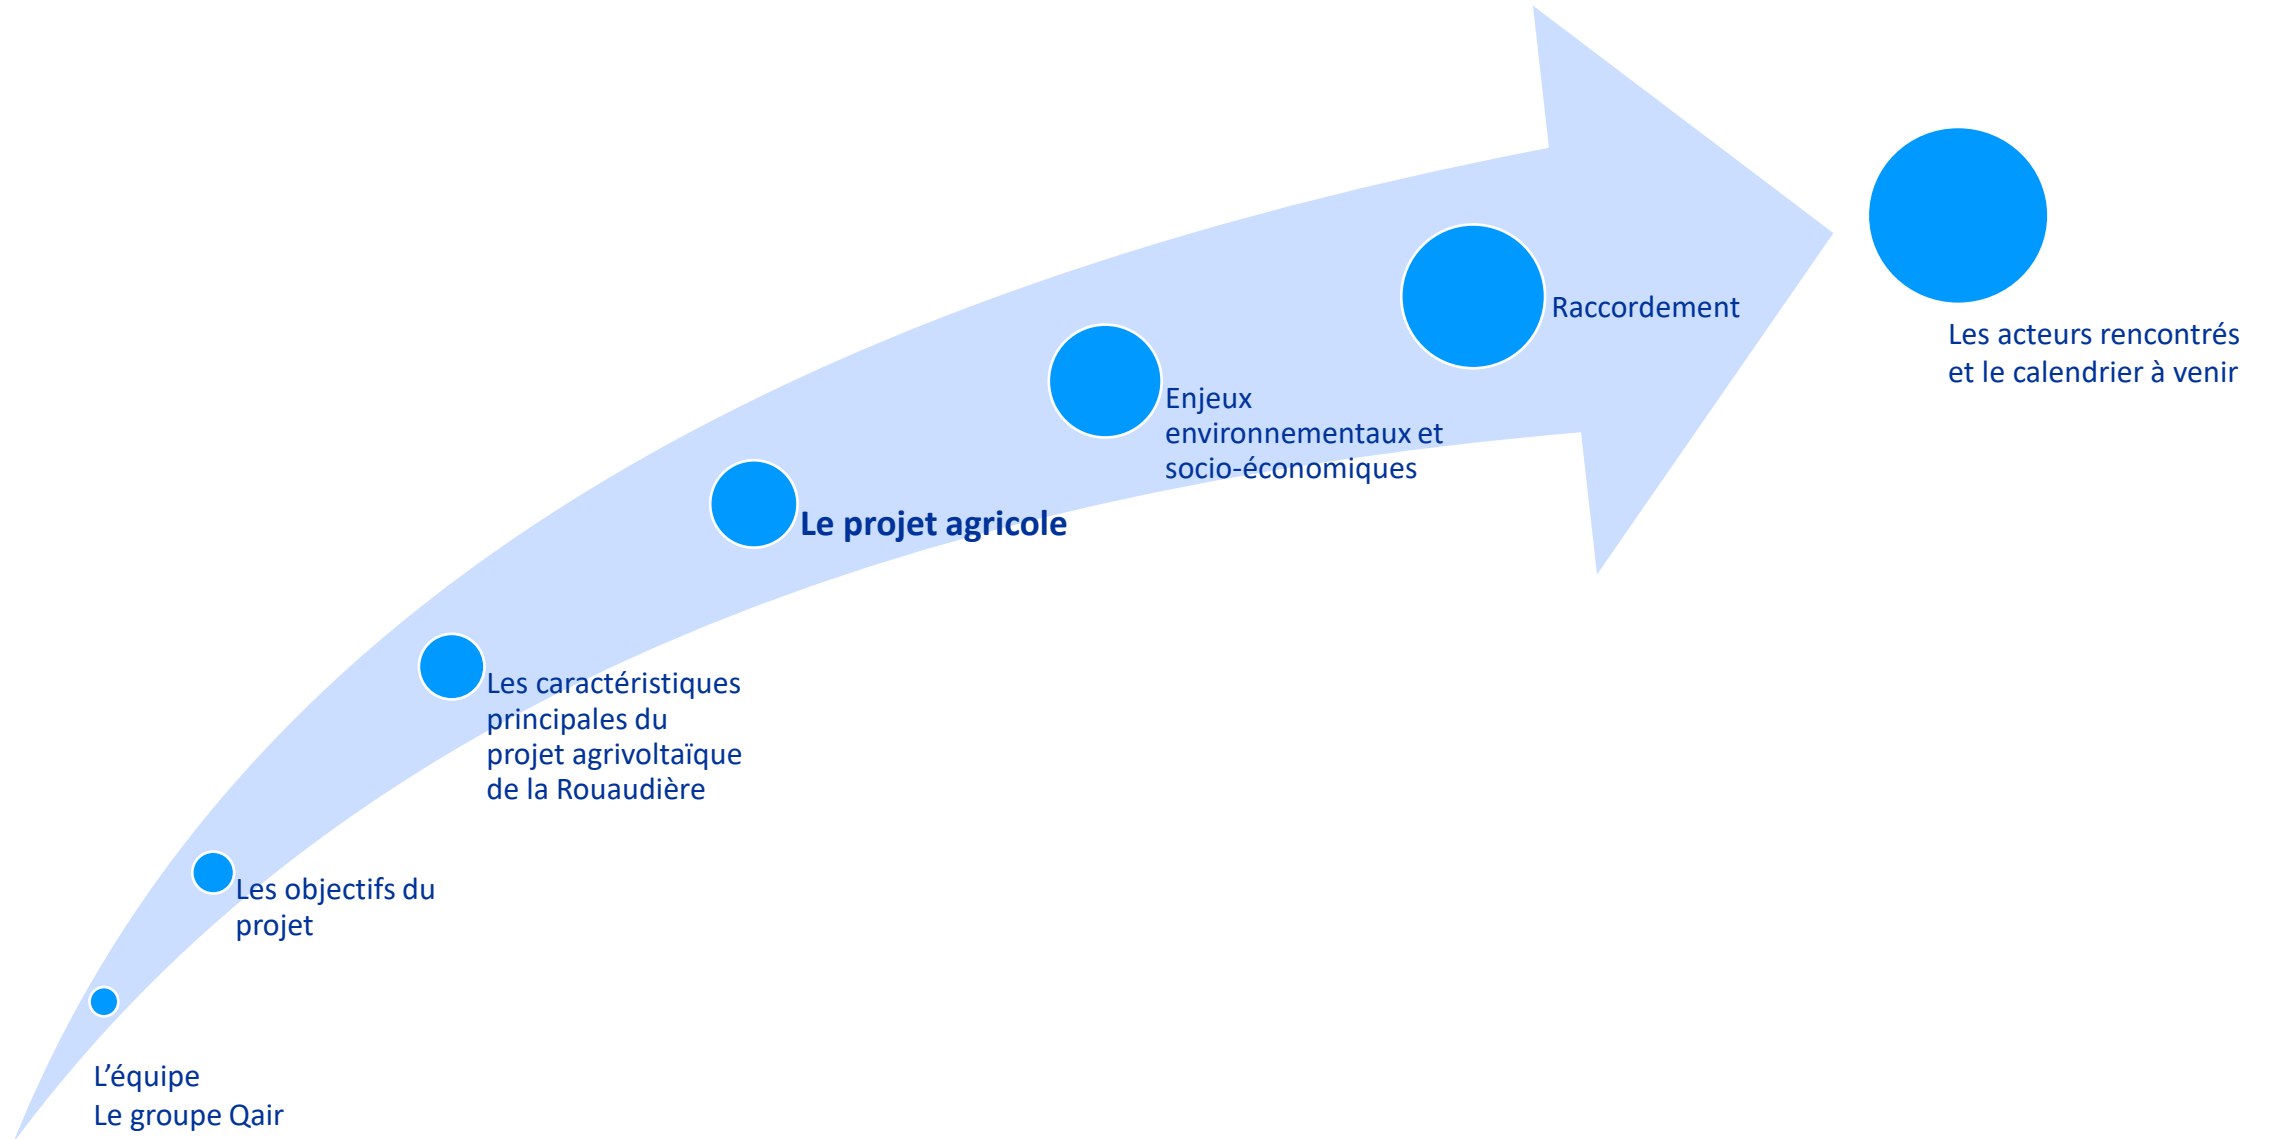 L’équipe
Le groupe Qair
Les objectifs du
projet
Les caractéristiques
principales du
projet agrivoltaïque
de la Rouaudière
Le projet agricole
Enjeux
environnementaux et
socio-économiques
Raccordement
Les acteurs rencontrés
et le calendrier à venir